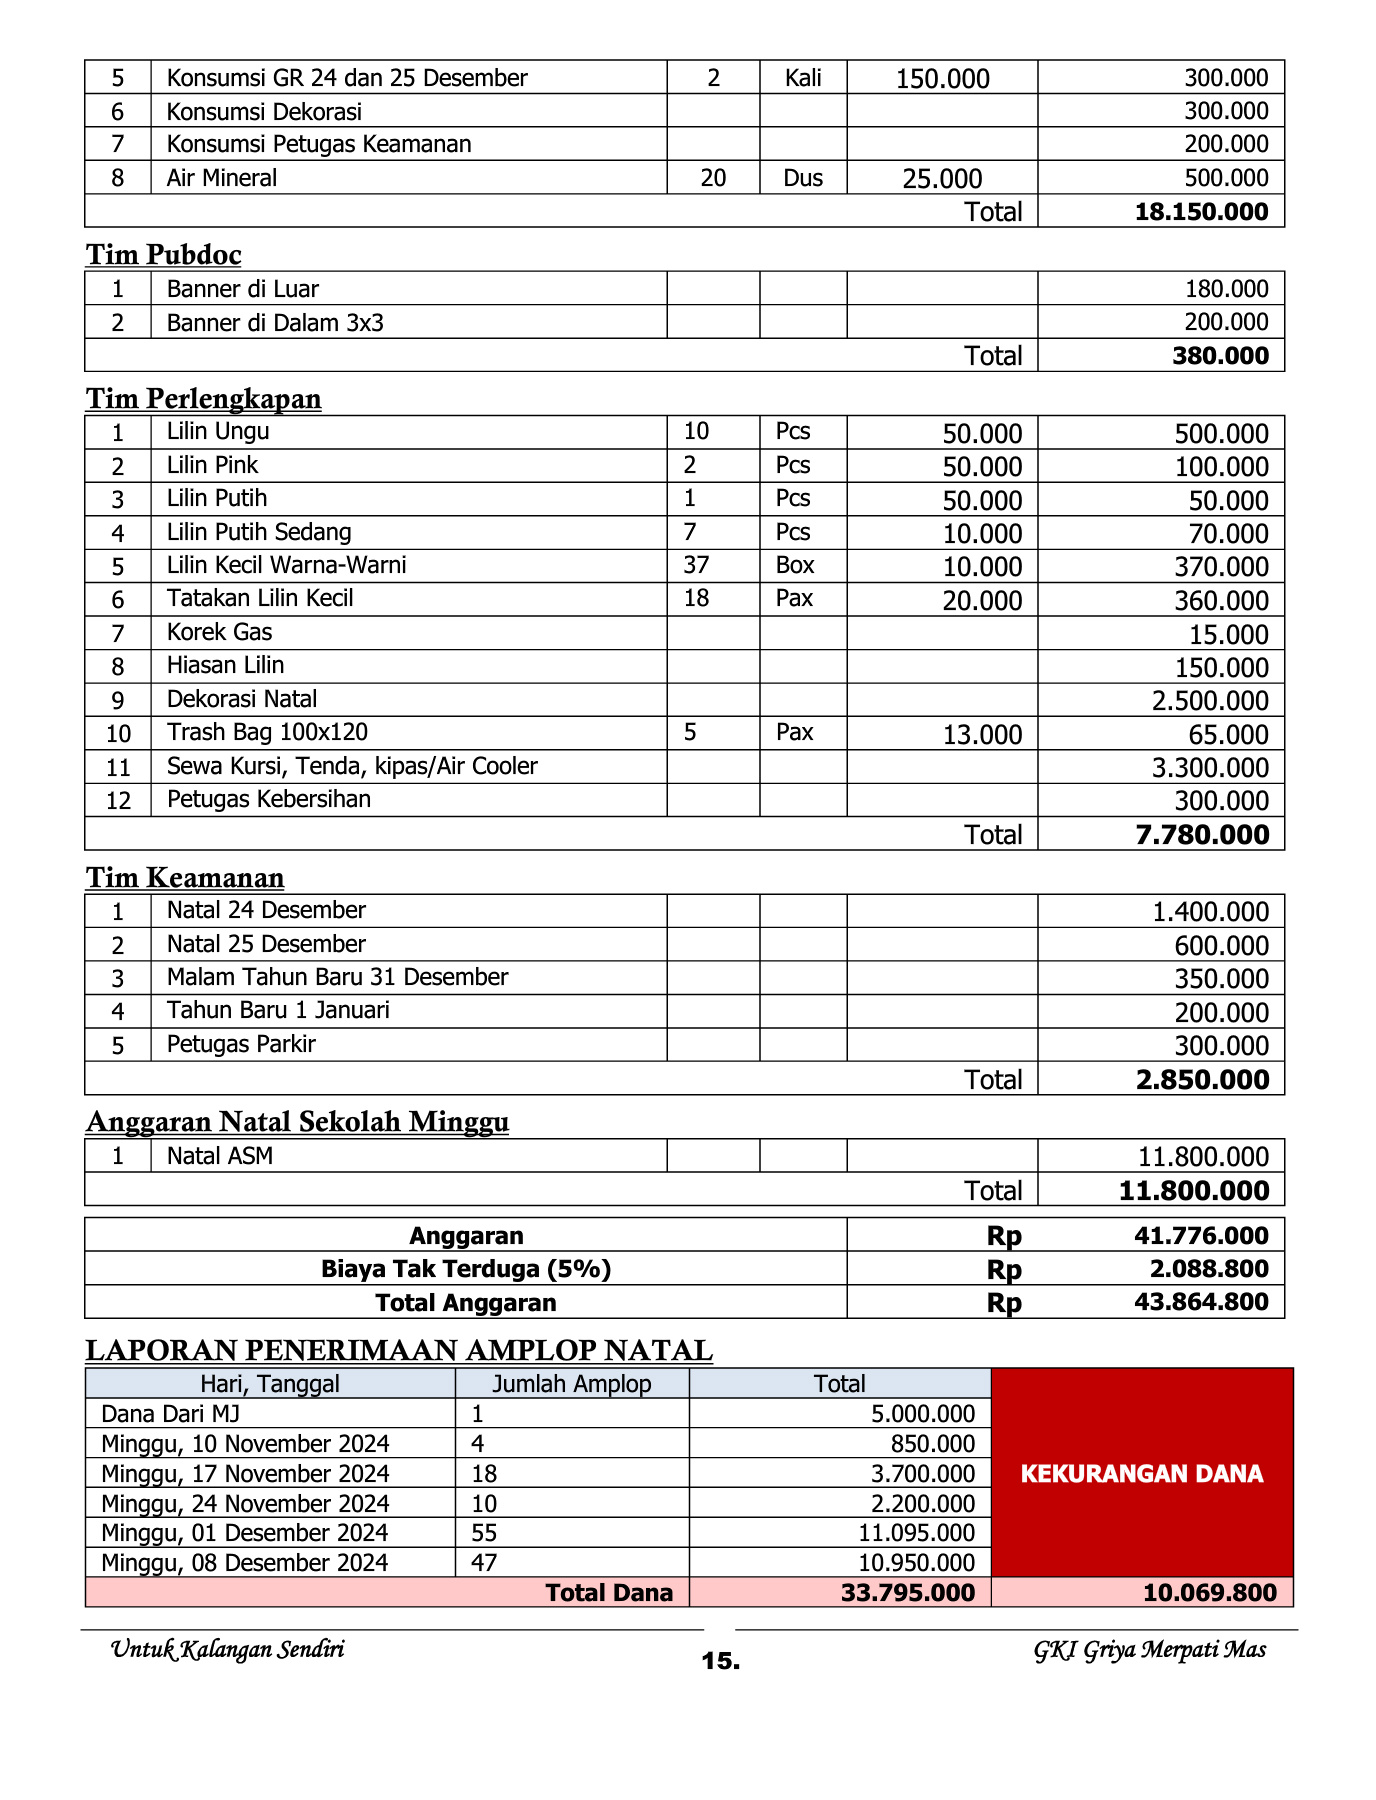 5 Konsumsi GR 24 dan 25 Desember 2 Kali 150.000 300.000
6 Konsumsi Dekorasi 300.000
7 Konsumsi Petugas Keamanan 200.000
8 Air Mineral 20 Dus 25.000 500.000
Total 18.150.000
Tim Pubdoc
1 Banner di Luar 180.000
2 Banner di Dalam 3x3 200.000
Total 380.000
Tim Perlengkapan
1 Lilin Ungu 10 Pcs 50.000 500.000
2 Lilin Pink 2 Pcs 50.000 100.000
3 Lilin Putih 1 Pcs 50.000 50.000
4 Lilin Putih Sedang 7 Pcs 10.000 70.000
5 Lilin Kecil Warna-Warni 37 Box 10.000 370.000
6 Tatakan Lilin Kecil 18 Pax 20.000 360.000
7 Korek Gas 15.000
8 Hiasan Lilin 150.000
9 Dekorasi Natal 2.500.000
10 Trash Bag 100x120 5 Pax 13.000 65.000
11 Sewa Kursi, Tenda, kipas/Air Cooler 3.300.000
12 Petugas Kebersihan 300.000
Total 7.780.000
Tim Keamanan
1 Natal 24 Desember 1.400.000
2 Natal 25 Desember 600.000
3 Malam Tahun Baru 31 Desember 350.000
4 Tahun Baru 1 Januari 200.000
5 Petugas Parkir 300.000
Total 2.850.000
Anggaran Natal Sekolah Minggu
1 Natal ASM 11.800.000
Total 11.800.000
Anggaran Rp 41.776.000
Biaya Tak Terduga (5%) Rp 2.088.800
Total Anggaran Rp 43.864.800
LAPORAN PENERIMAAN AMPLOP NATAL
Hari, Tanggal Jumlah Amplop Total
Dana Dari MJ 1 5.000.000
Minggu, 10 November 2024 4 850.000
Minggu, 17 November 2024 18 3.700.000 KEKURANGAN DANA
Minggu, 24 November 2024 10 2.200.000
Minggu, 01 Desember 2024 55 11.095.000
Minggu, 08 Desember 2024 47 10.950.000
Total Dana 33.795.000 10.069.800
Untuk Kalangan Sendiri 15. GKI Griya Merpati Mas